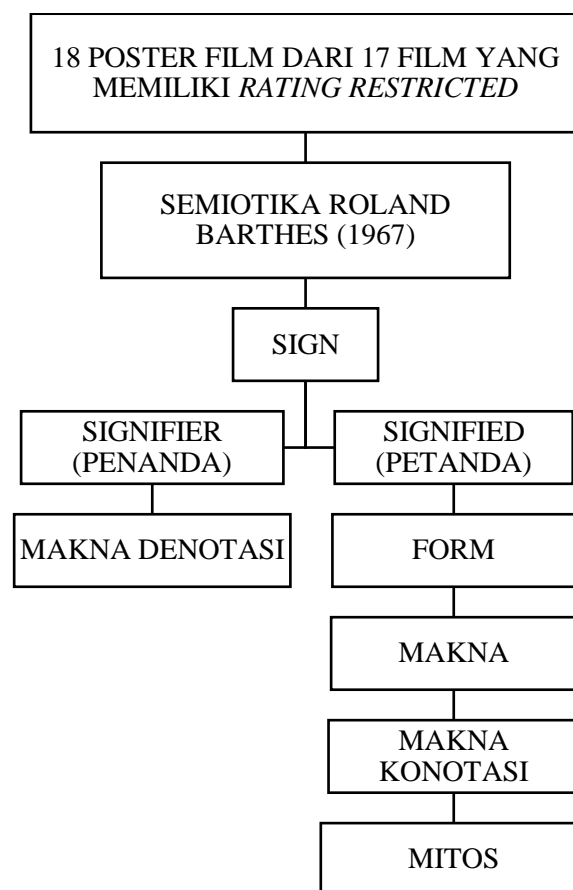 18 POSTER FILM DARI 17 FILM YANG
MEMILIKI RATING RESTRICTED
SEMIOTIKA ROLAND
BARTHES (1967)
SIGN
SIGNIFIER
(PENANDA)
SIGNIFIED
(PETANDA)
MAKNA DENOTASI
FORM
MAKNA
MAKNA
KONOTASI
MITOS